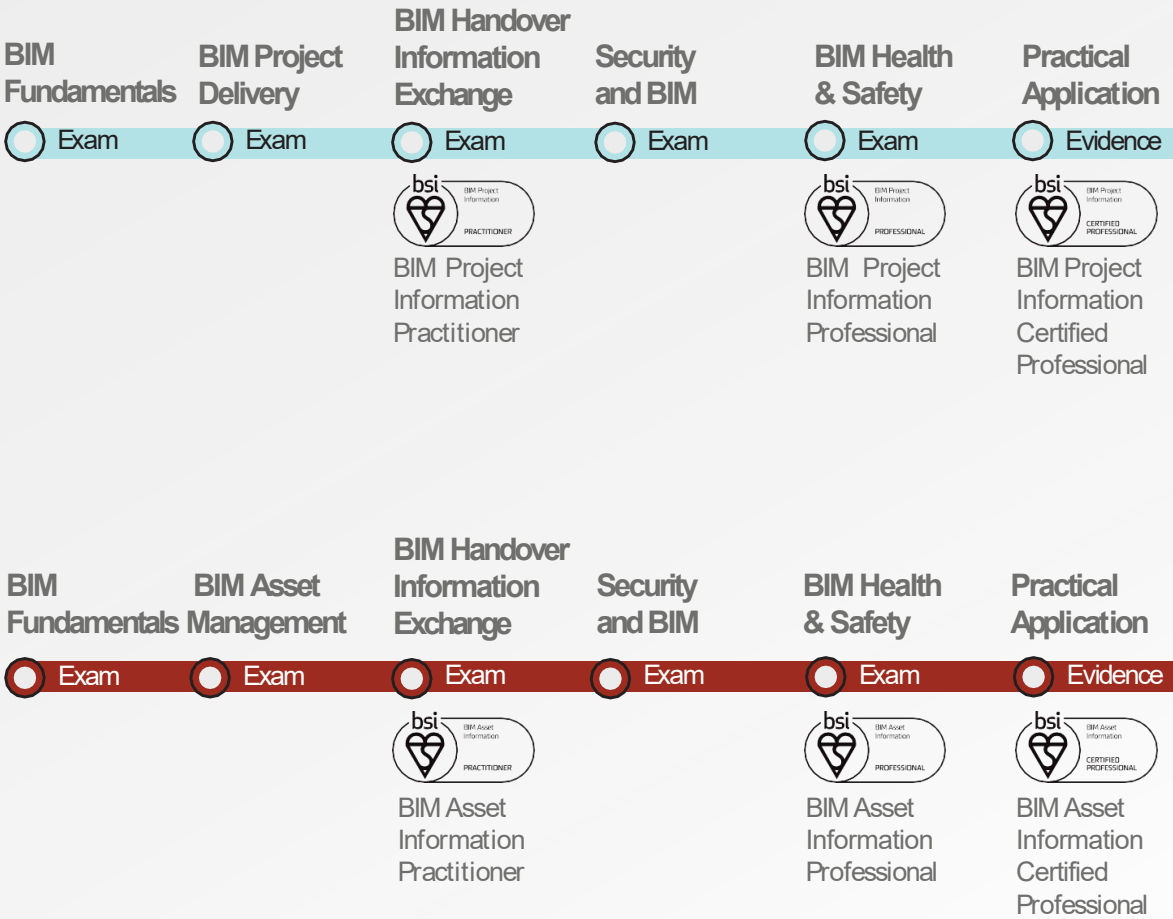 BIM
Fundamentals
BIM Project
Delivery
BIM Handover
Information
Exchange
Security
and BIM
BIM Health
& Safety
Practical
Application
Exam
Exam
Exam
Exam
Exam
Evidence
bsi
BIM Project
Information
PRACTITIONER
BIM Project
Information
Practitioner
bsi
BIM Project
Information
PROFESSIONAL
BIM Project
Information
Professional
bsi
BIM Project
Information
CERTIFIED
PROFESSIONAL
BIM Project
Information
Certified
Professional
BIM
Fundamentals
BIM Asset
Management
BIM Handover
Information
Exchange
Security
and BIM
BIM Health
& Safety
Practical
Application
Exam
Exam
Exam
Exam
Exam
Evidence
bsi
BIM Asset
Information
PRACTITIONER
BIM Asset
Information
Practitioner
bsi
BIM Asset
Information
PROFESSIONAL
BIM Asset
Information
Professional
bsi
BIM Asset
Information
CERTIFIED
PROFESSIONAL
BIM Asset
Information
Certified
Professional